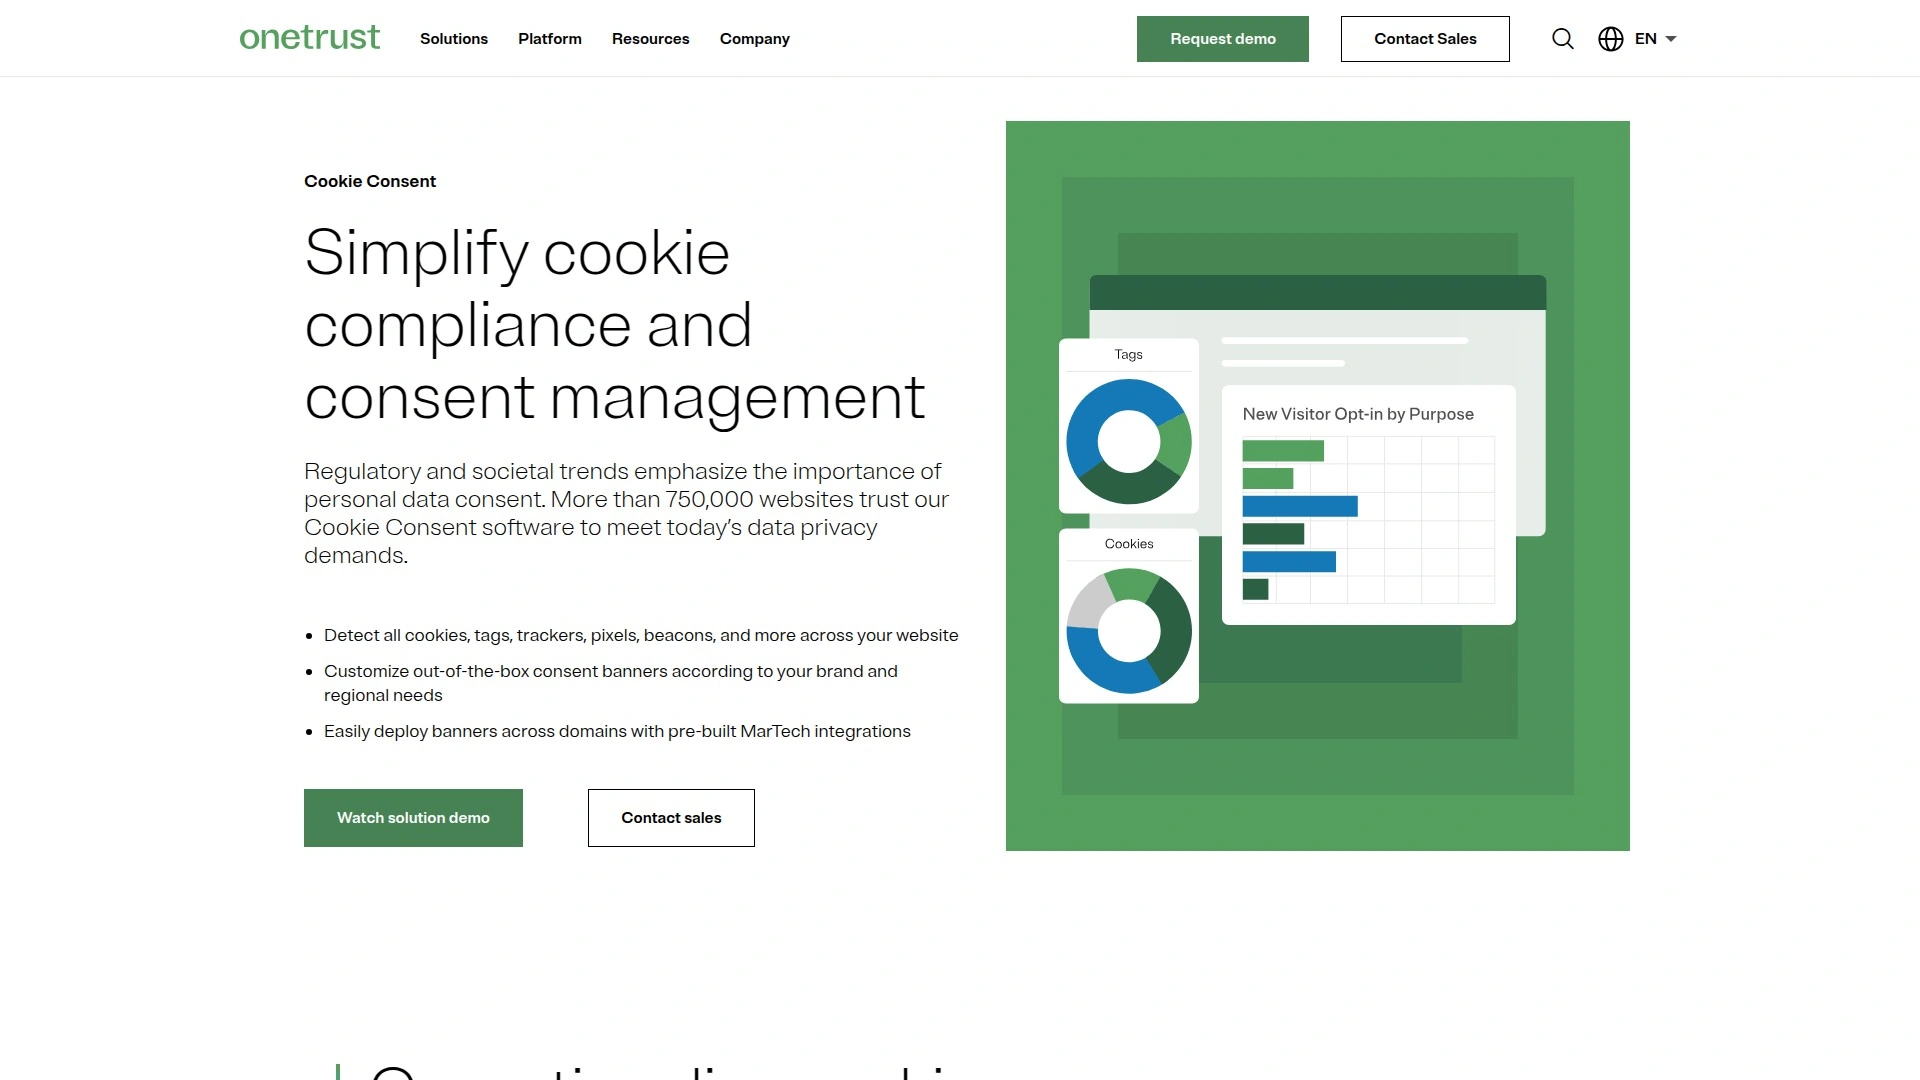 onetrust
Solutions
Platform
Resources
Company
Request demo
Contact Sales
EN
Cookie Consent
Simplify cookie
compliance and
consent management
Regulatory and societal trends emphasize the importance of
personal data consent. More than 750,000 websites trust our
Cookie Consent software to meet today’s data privacy
demands.
Detect all cookies, tags, trackers, pixels, beacons, and more across your website
Customize out-of-the-box consent banners according to your brand and
regional needs
Easily deploy banners across domains with pre-built MarTech integrations
Watch solution demo
Contact sales
Tags
New Visitor Opt-in by Purpose
Cookies